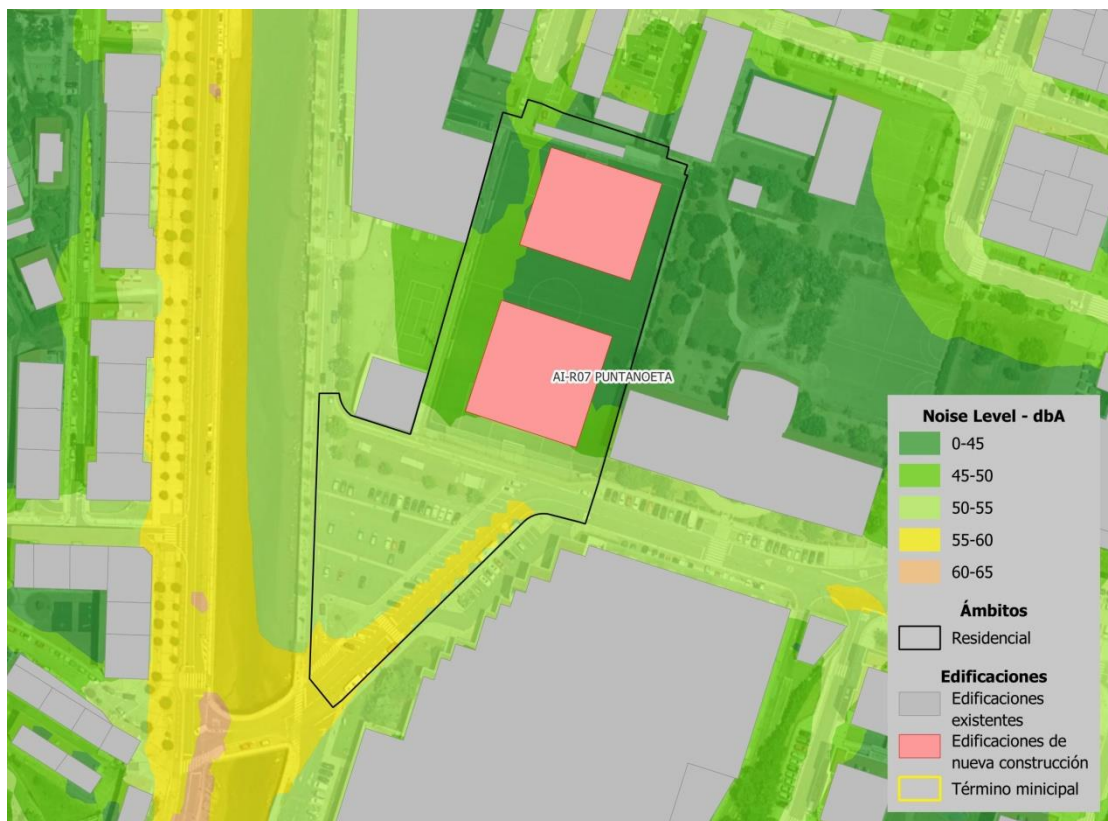 AI-R07 PUNTANOETA
Noise Level - dbA
0-45
45-50
50-55
55-60
60-65
Ámbitos
Residencial
Edificaciones
Edificaciones
existentes
Edificaciones de
nueva construcción
Término minicipal